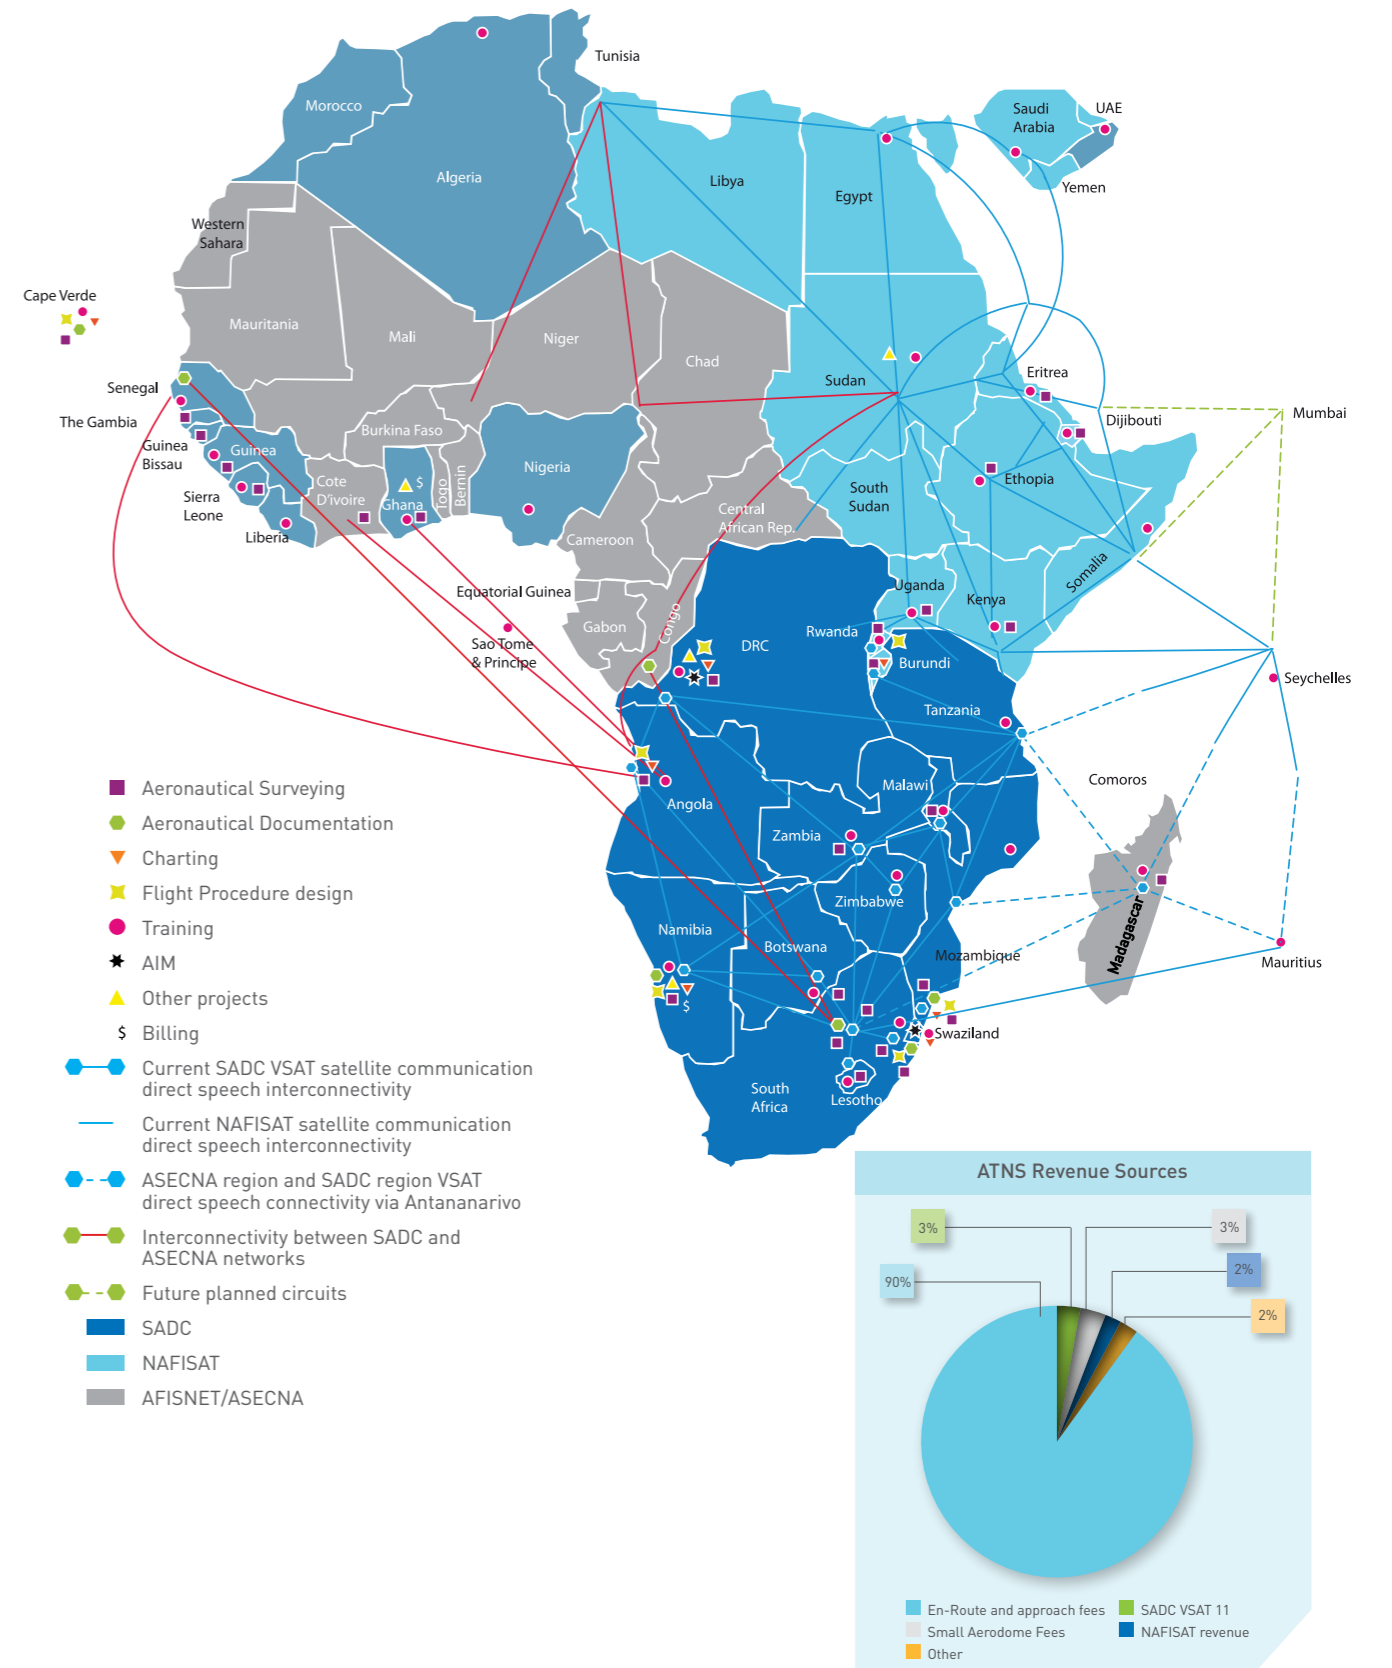 Tunisia
Morocco
Algeria
Libya
Egypt
Saudi
Arabia
UAE
Yemen
Western
Sahara
Cape Verde
Mauritania
Mali
Niger
Chad
Sudan
Eritrea
Senegal
The Gambia
Guinea
Bissau
Guinea
Sierra
Leone
Liberia
Burkina Faso
Cote
D'ivoire
Ghana
$
Togo
Bernin
Nigeria
Dijibouti
Mumbai
Ethopia
South
Sudan
Central
African Rep.
Cameroon
Somalia
Equatorial Guinea
Gabon
Congo
Sao Tome
& Principe
Uganda
Kenya
Rwanda
DRC
Burundi
Seychelles
Tanzania
Comoros
Malawi
Angola
Zambia
Zimbabwe
Namibia
Botswana
Mozambique
Madagascar
Mauritius
$
Swaziland
South
Africa
Lesotho
Aeronautical Surveying
Aeronautical Documentation
Charting
Flight Procedure design
Training
AIM
Other projects
$ Billing
Current SADC VSAT satellite communication
direct speech interconnectivity
Current NAFISAT satellite communication
direct speech interconnectivity
ASECNA region and SADC region VSAT
direct speech connectivity via Antananarivo
Interconnectivity between SADC and
ASECNA networks
Future planned circuits
SADC
NAFISAT
AFISNET/ASECNA
ATNS Revenue Sources
3%
3%
90%
2%
2%
En-Route and approach fees
SADC VSAT 11
Small Aerodome Fees
NAFISAT revenue
Other